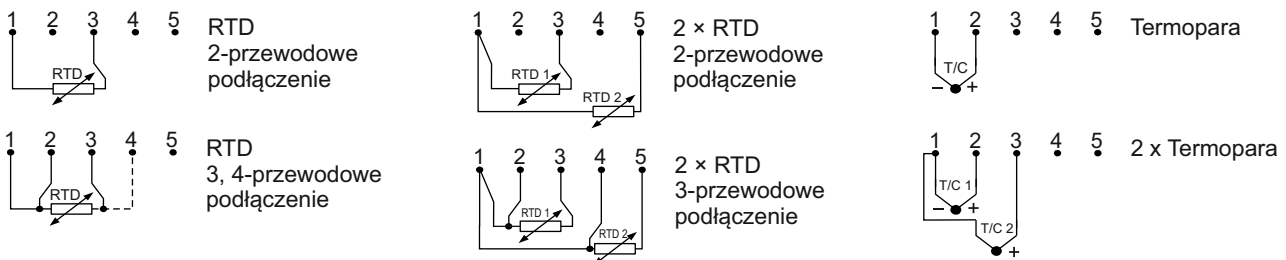 1 2 3 4 5
RTD
2-przewodowe
podłączenie
RTD
1 2 3 4 5
2 × RTD
2-przewodowe
podłączenie
RTD 1
RTD 2
1 2 3 4 5
Termopara
T/C
– +
1 2 3 4 5
RTD
3, 4-przewodowe
podłączenie
RTD
1 2 3 4 5
2 × RTD
3-przewodowe
podłączenie
RTD 1
RTD 2
1 2 3 4 5
2 x Termopara
T/C 1
– +
T/C 2
– +